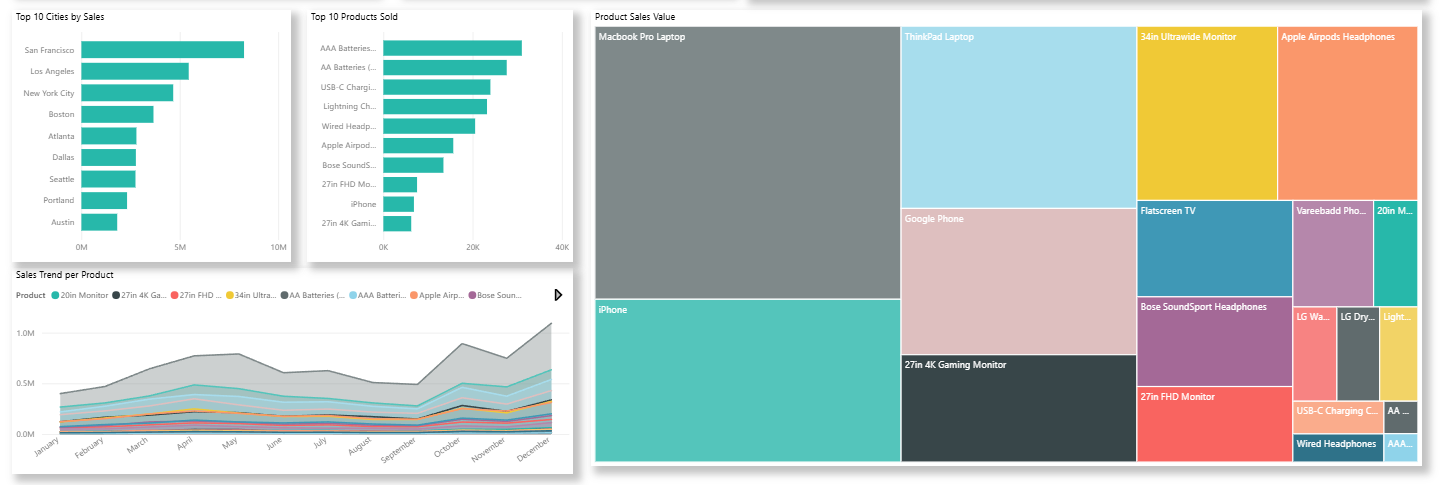 Top 10 Cities by Sales
San Francisco
Los Angeles
New York City
Boston
Atlanta
Dallas
Seattle
Portland
Austin
0M 5M 10M
Top 10 Products Sold
AAA Batteries...
AA Batteries (...
USB-C Chargi...
Lightning Ch...
Wired Headp...
Apple Airpod...
Bose SoundS...
27in FHD Mo...
iPhone
27in 4K Gami...
0K 20K 40K
Sales Trend per Product
Product 20in Monitor 27in 4K Ga... 27in FHD ... 34in Ultra... AA Batteries (... AAA Batteri... Apple Airp... Bose Soun...
1.0M
0.5M
0.0M
January February March April May June July August September October November December
Product Sales Value
Macbook Pro Laptop
iPhone
ThinkPad Laptop
Google Phone
27in 4K Gaming Monitor
34in Ultrawide Monitor
Apple Airpods Headphones
Flatscreen TV
Bose SoundSport Headphones
27in FHD Monitor
Vareebadd Pho...
20in M...
LG Wa...
LG Dry...
Light...
USB-C Charging C...
AA ...
Wired Headphones
AAA...